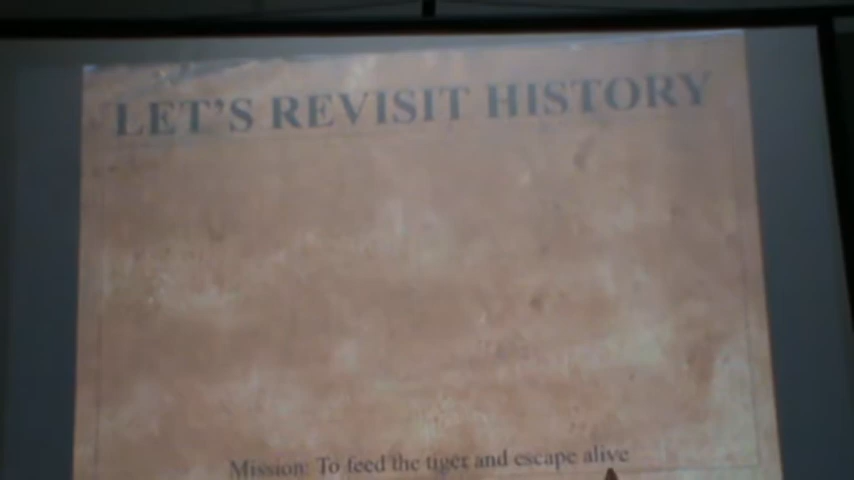 LET'S REVISIT HISTORY
Mission: To feed the tiger and escape alive